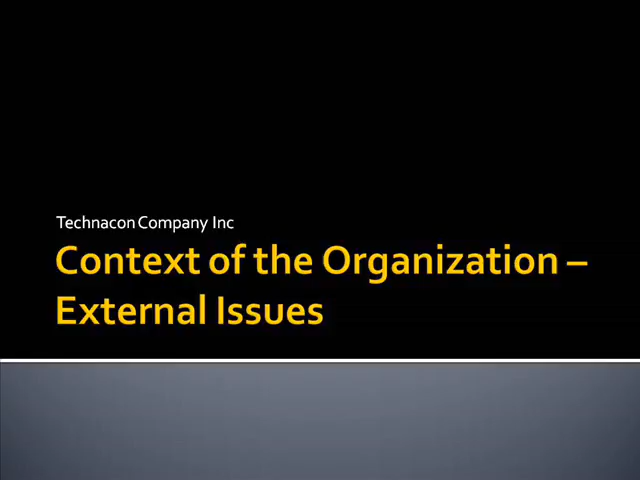 Technacon Company Inc
Context of the Organization –
External Issues